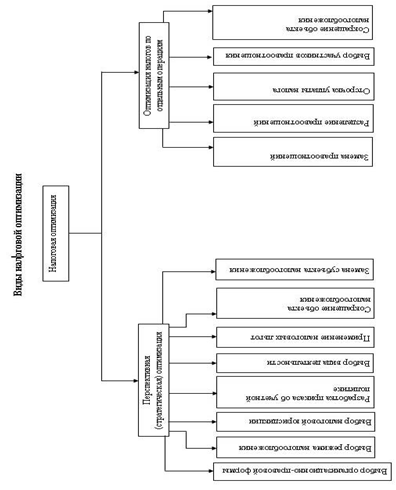 Виды налfговой оптимизации
Налоговая оптимизация
Перспективная
(стратегическая) оптимизация
Выбор организационно-правовой формы
Выбор режима налогообложения
Выбор налоговой юрисдикции
Разработка приказа об учетной
политике
Выбор вида деятельности
Применение налоговых льгот
Сокращение объекта
налогообложения
Замена субъекта налогообложения
Оптимизация налогов по
отдельным операциям
Замена правоотношений
Разделение правоотношений
Отсрочка уплаты налога
Выбор участников правоотношения
Сокращение объекта
налогообложения